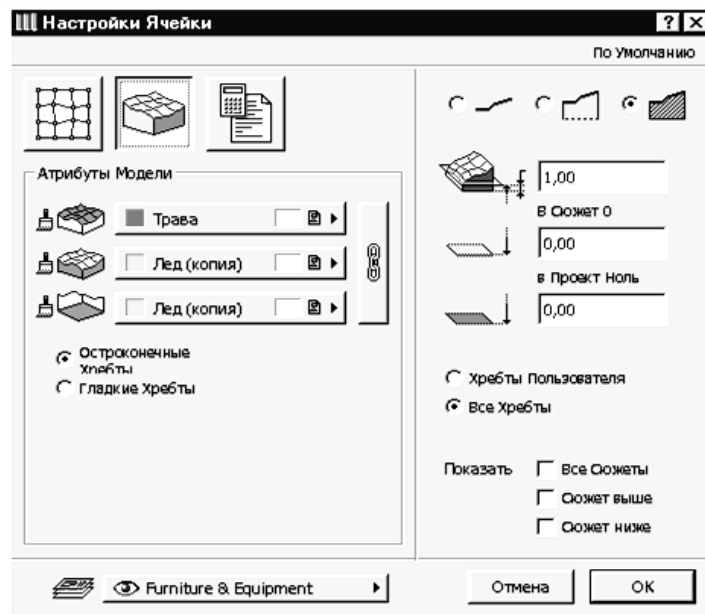 Настройки Ячейки
? ×
По Умолчанию
Атрибуты Модели
Трава
Лед (копия)
Лед (копия)
Остроконечные
Хребты
Гладкие Хребты
1,00
В Сюжет 0
0,00
в Проект Ноль
0,00
Хребты Пользователя
Все Хребты
Показать
Все Сюжеты
Сюжет выше
Сюжет ниже
Furniture & Equipment
Отмена
OK